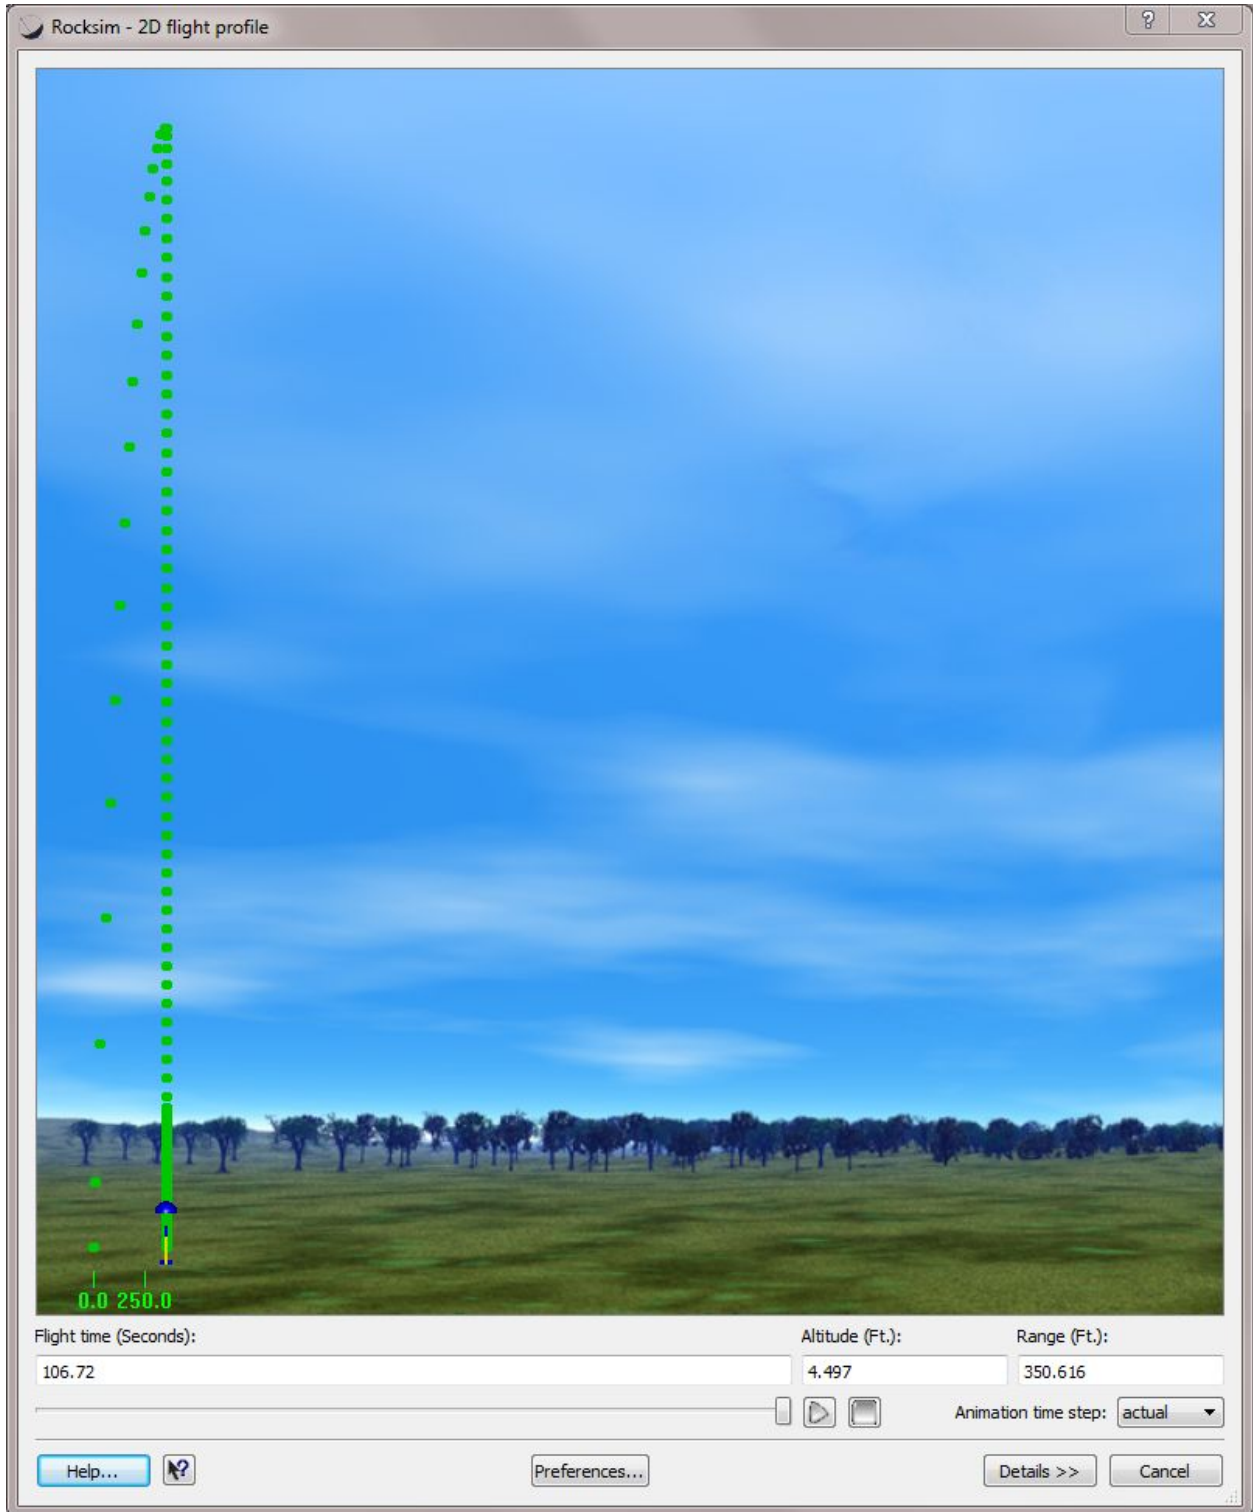 Rocksim - 2D flight profile
0.0 250.0
Flight time (Seconds): Altitude (Ft.): Range (Ft.):
106.72 4.497 350.616
Animation time step: actual
Help... Preferences... Details >> Cancel